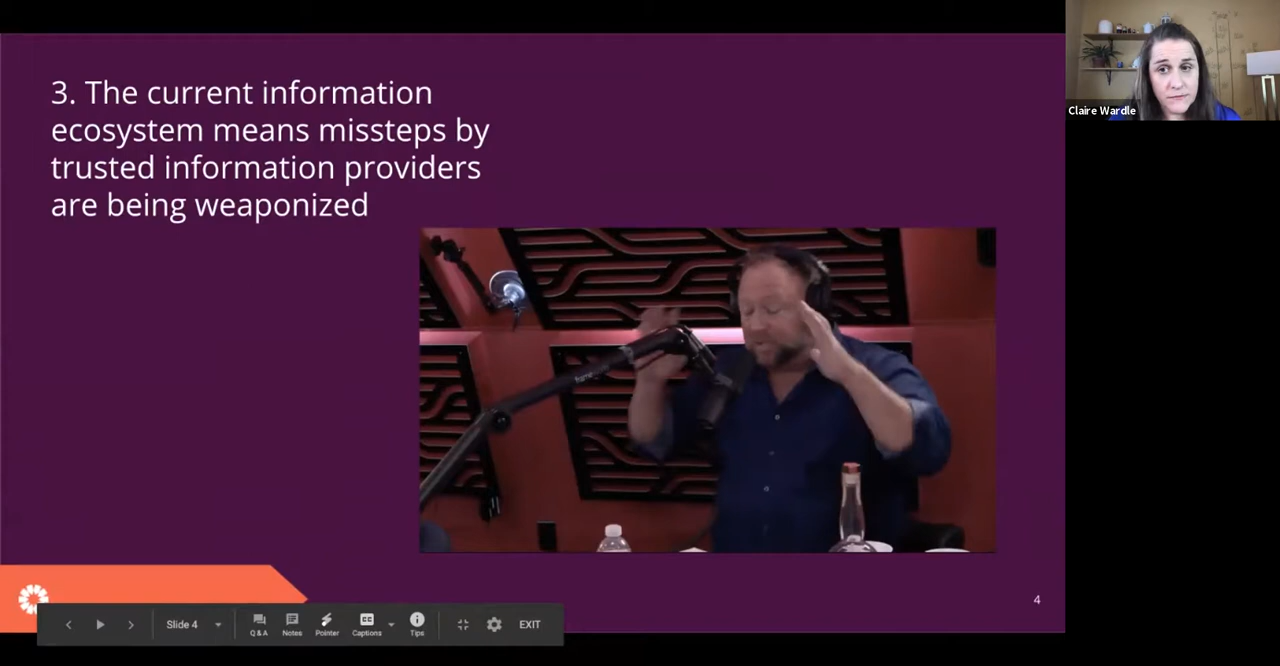 3. The current information
ecosystem means missteps by
trusted information providers
are being weaponized
Claire Wardle
4
Slide 4
Q & A
Notes
Pointer
Captions
Tips
EXIT